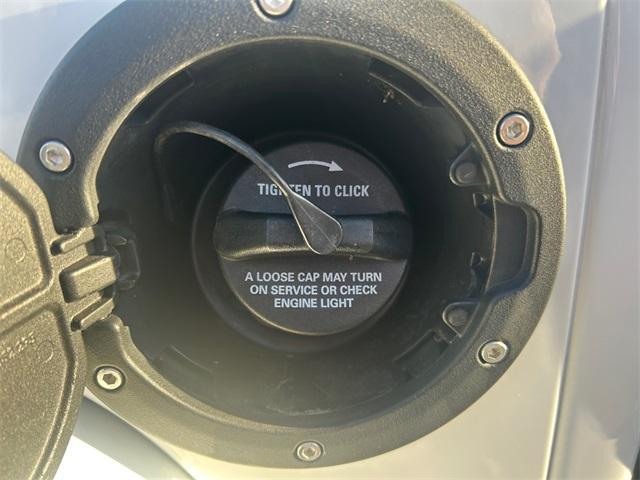 TIGHTEN TO CLICK
A LOOSE CAP MAY TURN
ON SERVICE OR CHECK
ENGINE LIGHT